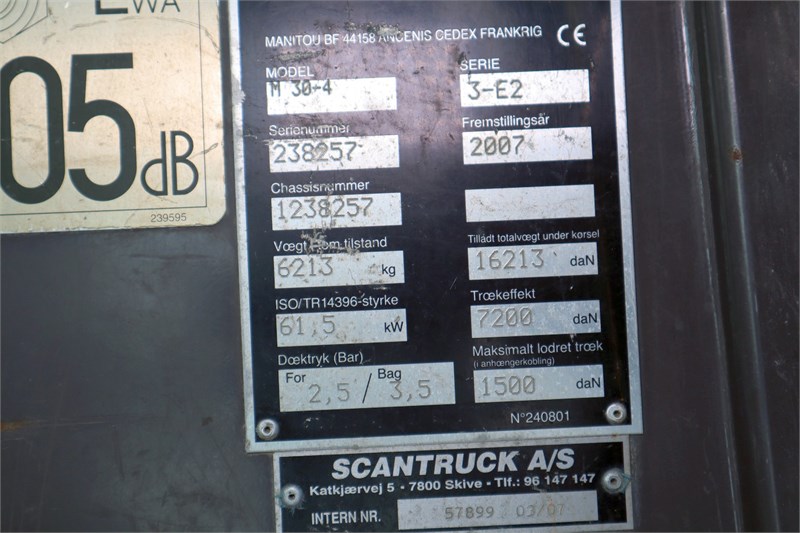 LWA
05 dB
239595
MANITOU BF 44158 ANCENIS CEDEX FRANKRIG CE
MODEL SERIE
M 30-4 3-E2
Serienummer Fremstillingsår
238257 2007
Chassisnummer
1238257
Vægt tilstand Tilladt totalvægt under kørsel
6213 kg 16213 daN
ISO/TR14396-styrke Trækeffekt
61,5 kW 7200 daN
Dæktryk (Bar) Maksimalt lodret træk
(i anhængerkobling)
For 2,5 / Bag 3,5 1500 daN
N°240801
SCANTRUCK A/S
Katkjærvej 5 • 7800 Skive • Tlf.: 96 147 147
INTERN NR. 57899 03/07